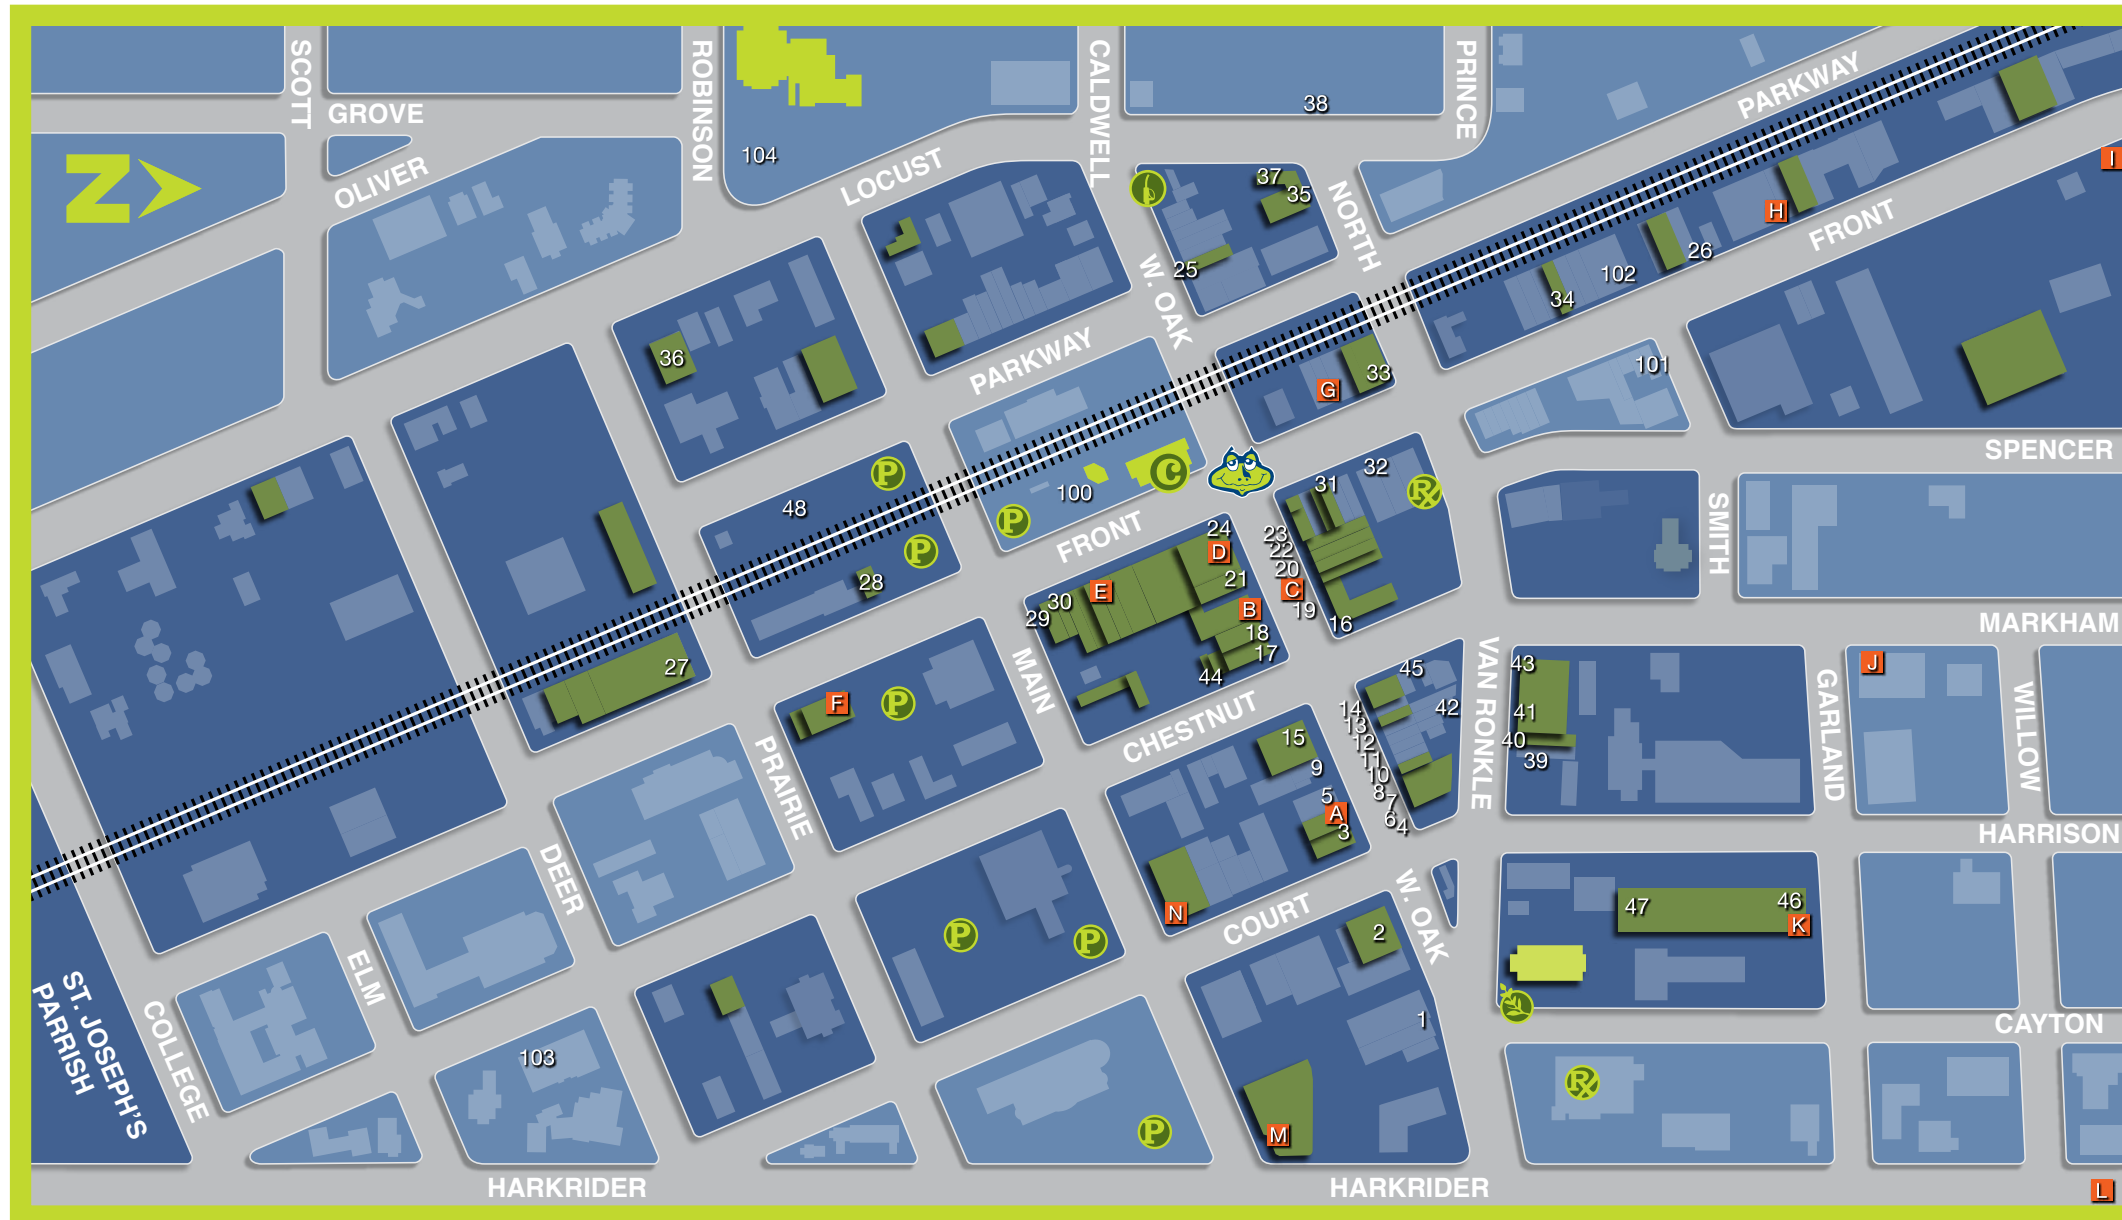 SCOTT
ROBINSON
CALDWELL
PRINCE
PARKWAY
GROVE
38
104
OLIVER
LOCUST
Z
37
35
NORTH
I
H
FRONT
W. OAK
25
26
102
34
36
PARKWAY
G
33
101
SPENCER
P
C
100
48
P
32
31
Rx
SMITH
FRONT
24
D
23
22
20
21
C
19
P
28
E
30
29
B
18
17
16
44
MARKHAM
27
MAIN
F
P
CHESTNUT
45
42
14
13
12
11
10
8
7
6
4
VAN RONKLE
43
41
40
39
GARLAND
J
WILLOW
PRAIRIE
15
9
5
A
3
HARRISON
DEER
N
COURT
W. OAK
2
47
46
K
P
P
ELM
ST. JOSEPH'S
PARRISH
COLLEGE
1
CAYTON
103
Rx
P
M
HARKRIDER
HARKRIDER
L